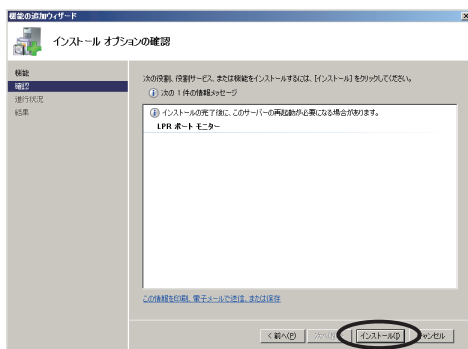 機能の追加ウィザード
インストール オプションの確認
機能
確認
進行状況
結果
次の役割、役割サービス、または機能をインストールするには、[インストール] をクリックしてください。
次の 1 件の情報メッセージ
インストールの完了後に、このサーバーの再起動が必要になる場合があります。
LPR ポート モニター
この情報を印刷、電子メールで送信、または保存
< 前へ(P)
インストール(I)
キャンセル